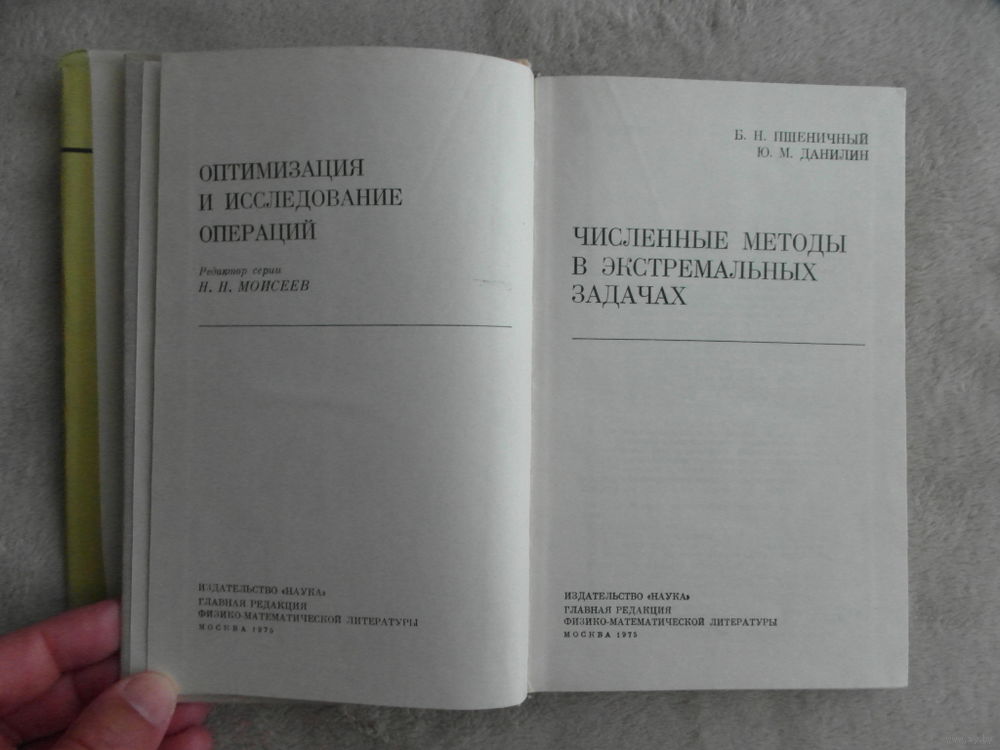 ОПТИМИЗАЦИЯ
И ИССЛЕДОВАНИЕ
ОПЕРАЦИЙ
Редактор серии
Н. Н. МОИСЕЕВ
ИЗДАТЕЛЬСТВО «НАУКА»
ГЛАВНАЯ РЕДАКЦИЯ
ФИЗИКО-МАТЕМАТИЧЕСКОЙ ЛИТЕРАТУРЫ
МОСКВА 1975
Б. Н. ПШЕНИЧНЫЙ
Ю. М. ДАНИЛИН
ЧИСЛЕННЫЕ МЕТОДЫ
В ЭКСТРЕМАЛЬНЫХ
ЗАДАЧАХ
ИЗДАТЕЛЬСТВО «НАУКА»
ГЛАВНАЯ РЕДАКЦИЯ
ФИЗИКО-МАТЕМАТИЧЕСКОЙ ЛИТЕРАТУРЫ
МОСКВА 1975